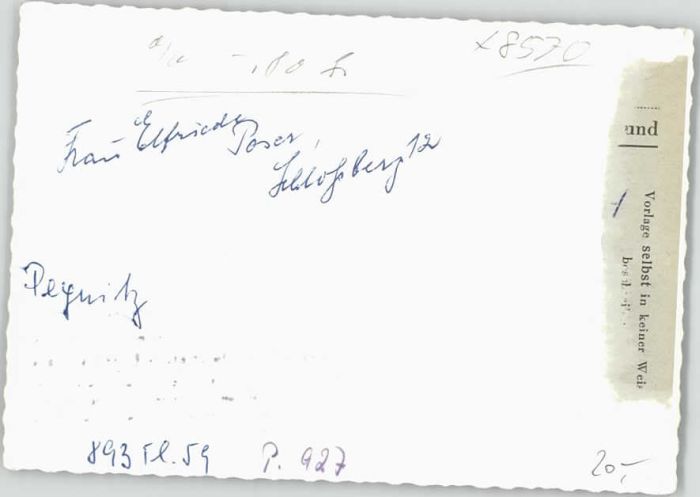 x8570
Frau Elfriede Poser,
Schloßberg 12
Pegnitz
und
Vorlage selbst in keiner Wei
893 Fl. 59 P. 927
20,-